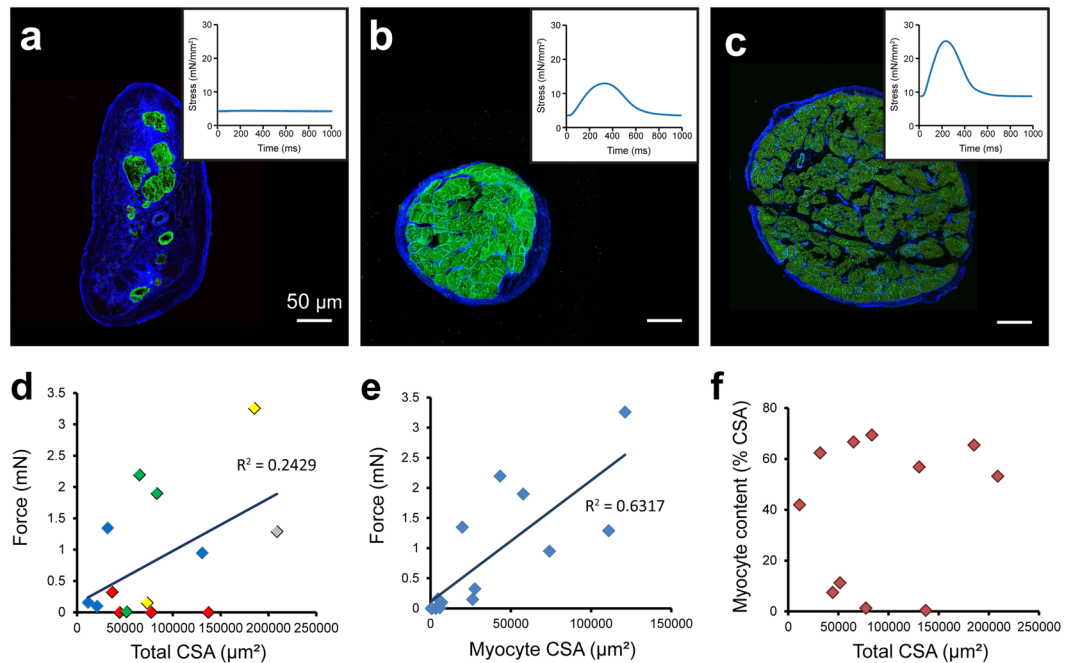 a
Stress (mN/mm²)
40
30
20
10
0
0 200 400 600 800 1000
Time (ms)
50 µm
b
Stress (mN/mm²)
40
30
20
10
0
0 200 400 600 800 1000
Time (ms)
c
Stress (mN/mm²)
30
20
10
0
0 200 400 600 800 1000
Time (ms)
d
Force (mN)
3.5
3
2.5
2
1.5
1
0.5
0
R² = 0.2429
0 50000 100000 150000 200000 250000
Total CSA (µm²)
e
Force (mN)
3.5
3
2.5
2
1.5
1
0.5
0
R² = 0.6317
0 50000 100000 150000
Myocyte CSA (µm²)
f
Myocyte content (% CSA)
80
60
40
20
0
0 50000 100000 150000 200000 250000
Total CSA (µm²)